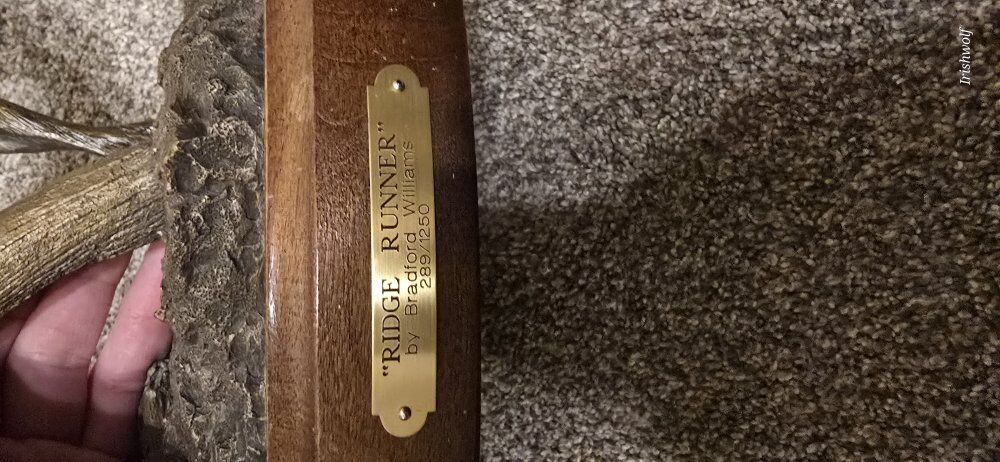 "RIDGE RUNNER"
by Bradford Williams
289/1250
Irishwolf